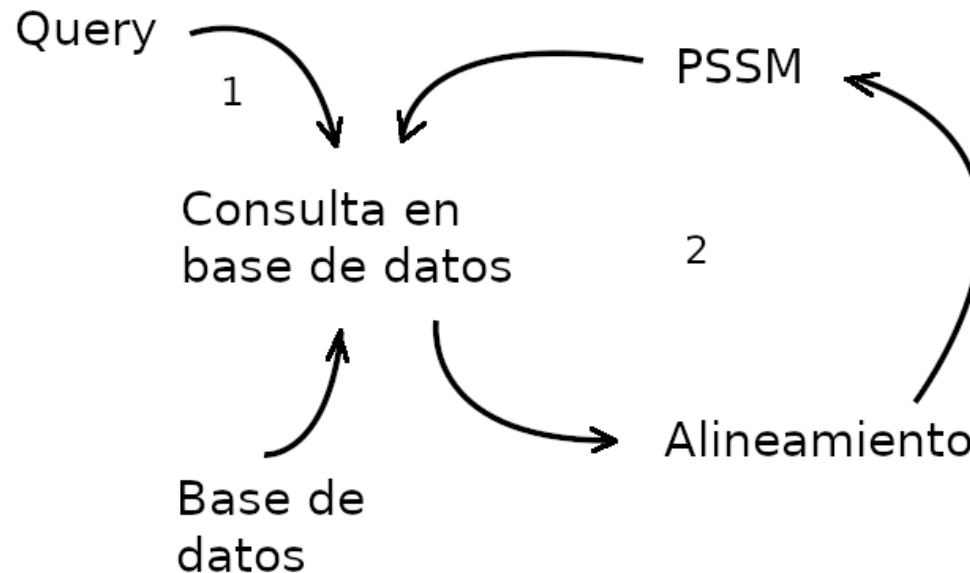 Query
PSSM
1
Consulta en
base de datos
2
Alineamiento
Base de
datos